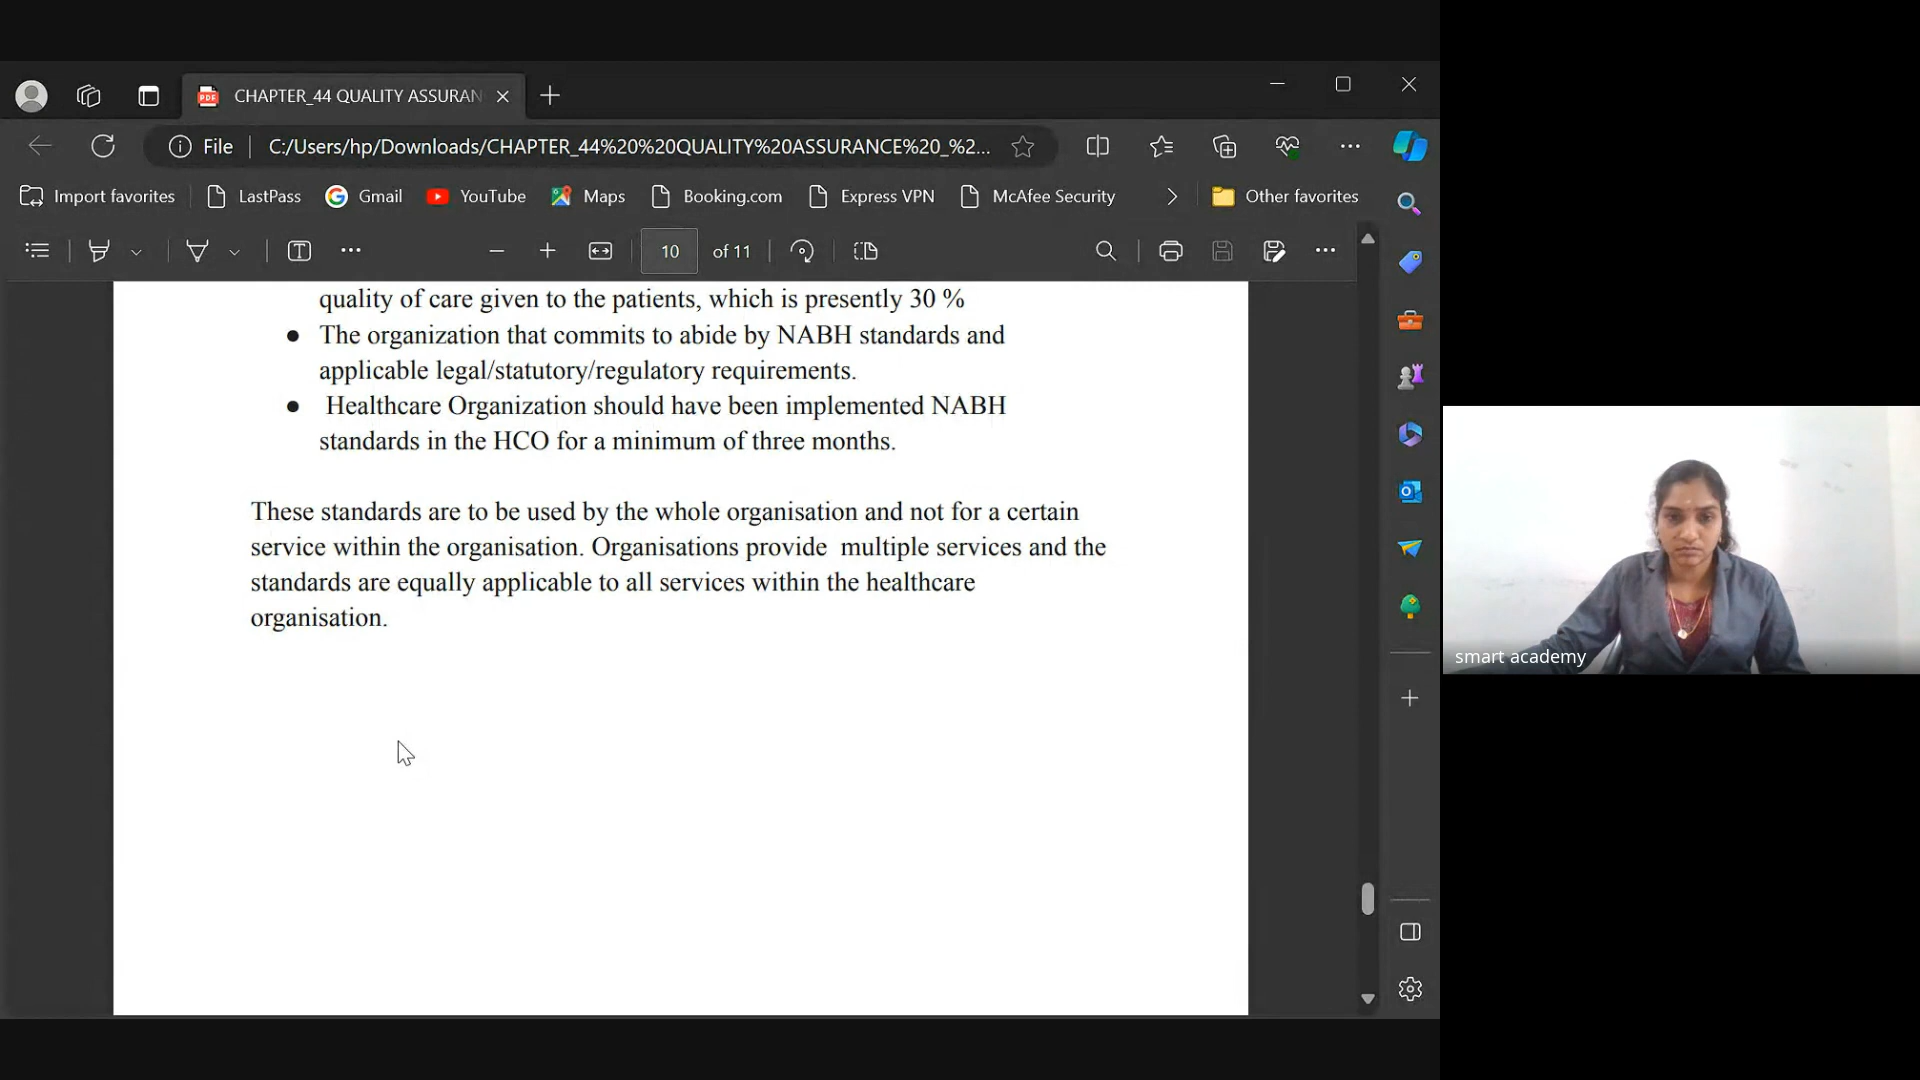 CHAPTER_44 QUALITY ASSURAN
File
C:/Users/hp/Downloads/CHAPTER_44%20%20QUALITY%20ASSURANCE%20_%2...
Import favorites LastPass Gmail YouTube Maps Booking.com Express VPN McAfee Security Other favorites
10 of 11
quality of care given to the patients, which is presently 30 %
● The organization that commits to abide by NABH standards and
applicable legal/statutory/regulatory requirements.
● Healthcare Organization should have been implemented NABH
standards in the HCO for a minimum of three months.
These standards are to be used by the whole organisation and not for a certain
service within the organisation. Organisations provide multiple services and the
standards are equally applicable to all services within the healthcare
organisation.
smart academy